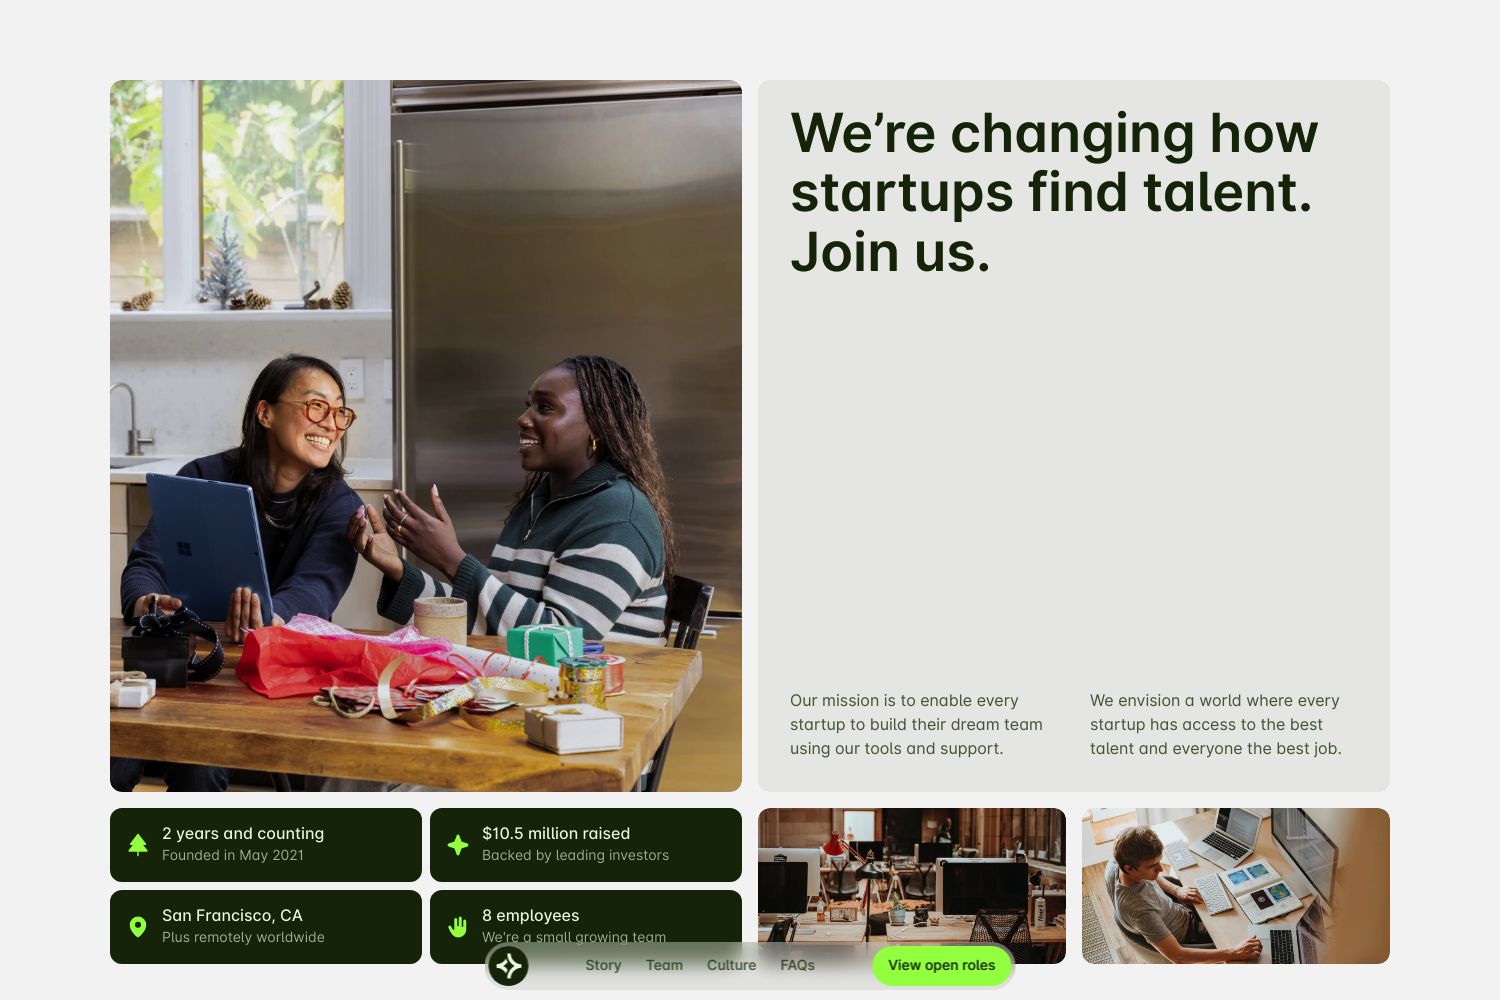 We’re changing how
startups find talent.
Join us.
Our mission is to enable every
startup to build their dream team
using our tools and support.
We envision a world where every
startup has access to the best
talent and everyone the best job.
2 years and counting
Founded in May 2021
$10.5 million raised
Backed by leading investors
San Francisco, CA
Plus remotely worldwide
8 employees
We're a small growing team
Story
Team
Culture
FAQs
View open roles